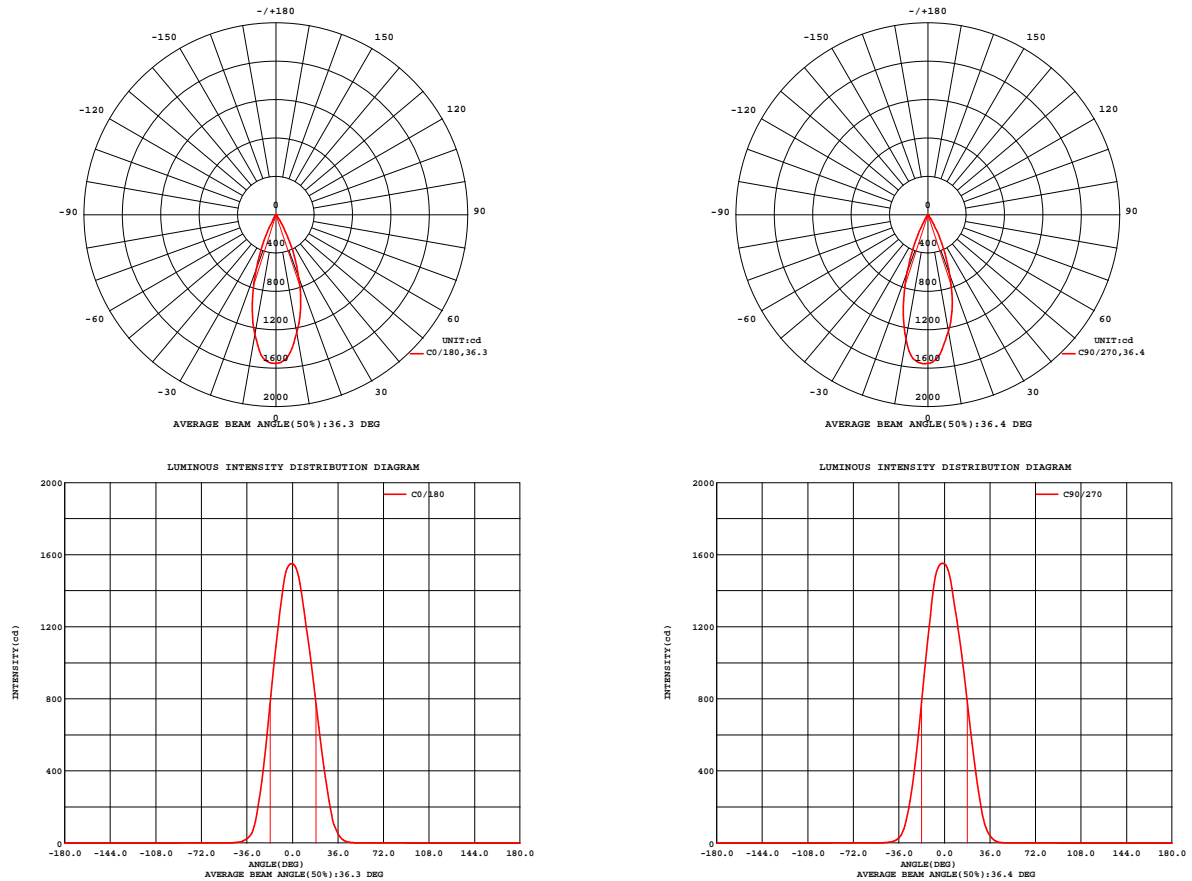 -/+180
-150 150
-120 120
-90 90
-60 60
-30 30
0
400
800
1200
1600
2000
0
UNIT:cd
C0/180,36.3
AVERAGE BEAM ANGLE(50%):36.3 DEG
-/+180
-150 150
-120 120
-90 90
-60 60
-30 30
0
400
800
1200
1600
2000
0
UNIT:cd
C90/270,36.4
AVERAGE BEAM ANGLE(50%):36.4 DEG
LUMINOUS INTENSITY DISTRIBUTION DIAGRAM
C0/180
INTENSITY(cd)
2000
1600
1200
800
400
0
-180.0 -144.0 -108.0 -72.0 -36.0 0.0 36.0 72.0 108.0 144.0 180.0
ANGLE(DEG)
AVERAGE BEAM ANGLE(50%):36.3 DEG
LUMINOUS INTENSITY DISTRIBUTION DIAGRAM
C90/270
INTENSITY(cd)
2000
1600
1200
800
400
0
-180.0 -144.0 -108.0 -72.0 -36.0 0.0 36.0 72.0 108.0 144.0 180.0
ANGLE(DEG)
AVERAGE BEAM ANGLE(50%):36.4 DEG